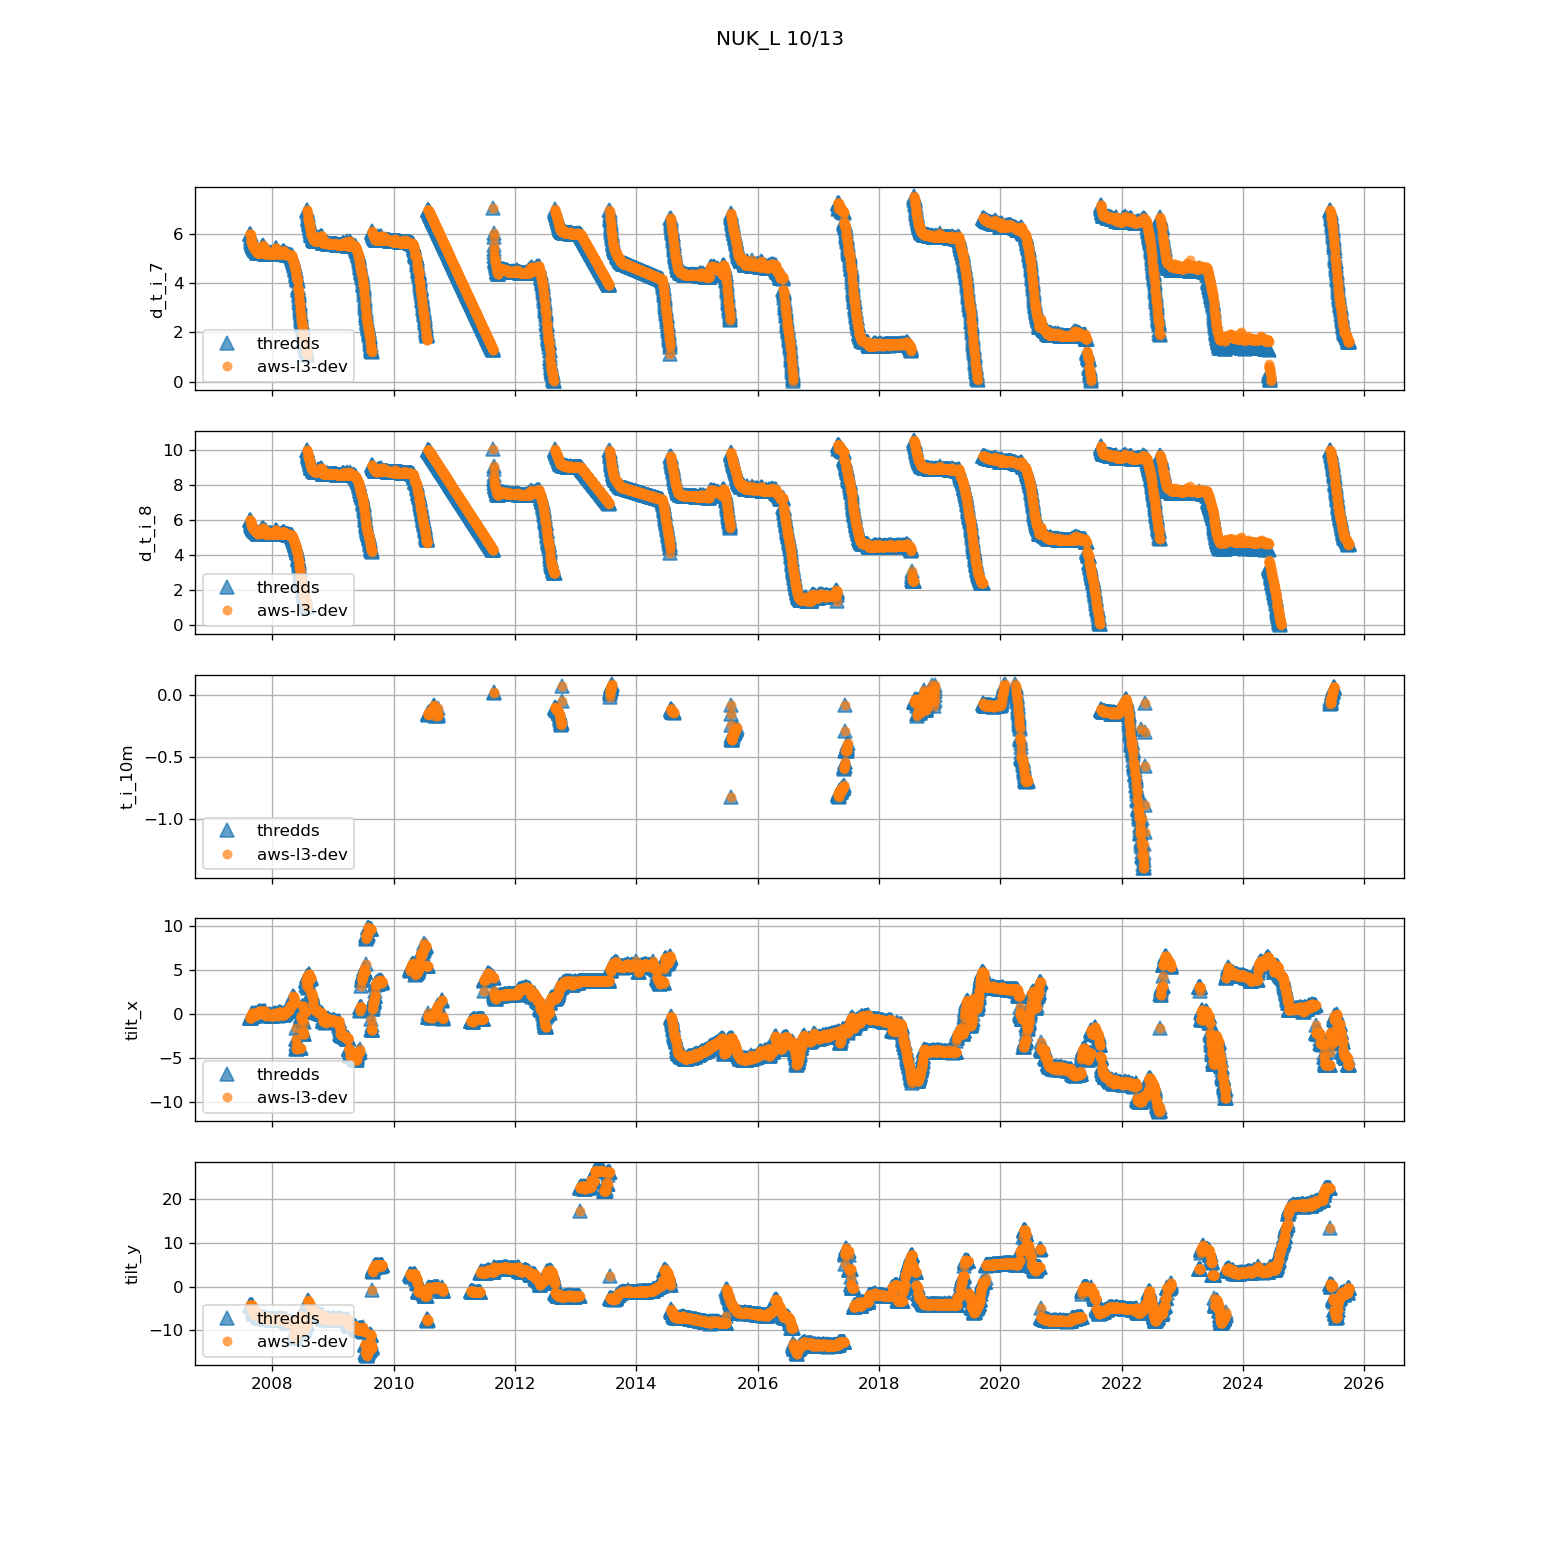 NUK_L 10/13
d_t_i_7
6
4
2
0
thredds
aws-l3-dev
d_t_i_8
10
8
6
4
2
0
thredds
aws-l3-dev
t_i_10m
0.0
−0.5
−1.0
thredds
aws-l3-dev
tilt_x
10
5
0
−5
−10
thredds
aws-l3-dev
tilt_y
20
10
0
−10
thredds
aws-l3-dev
2008 2010 2012 2014 2016 2018 2020 2022 2024 2026